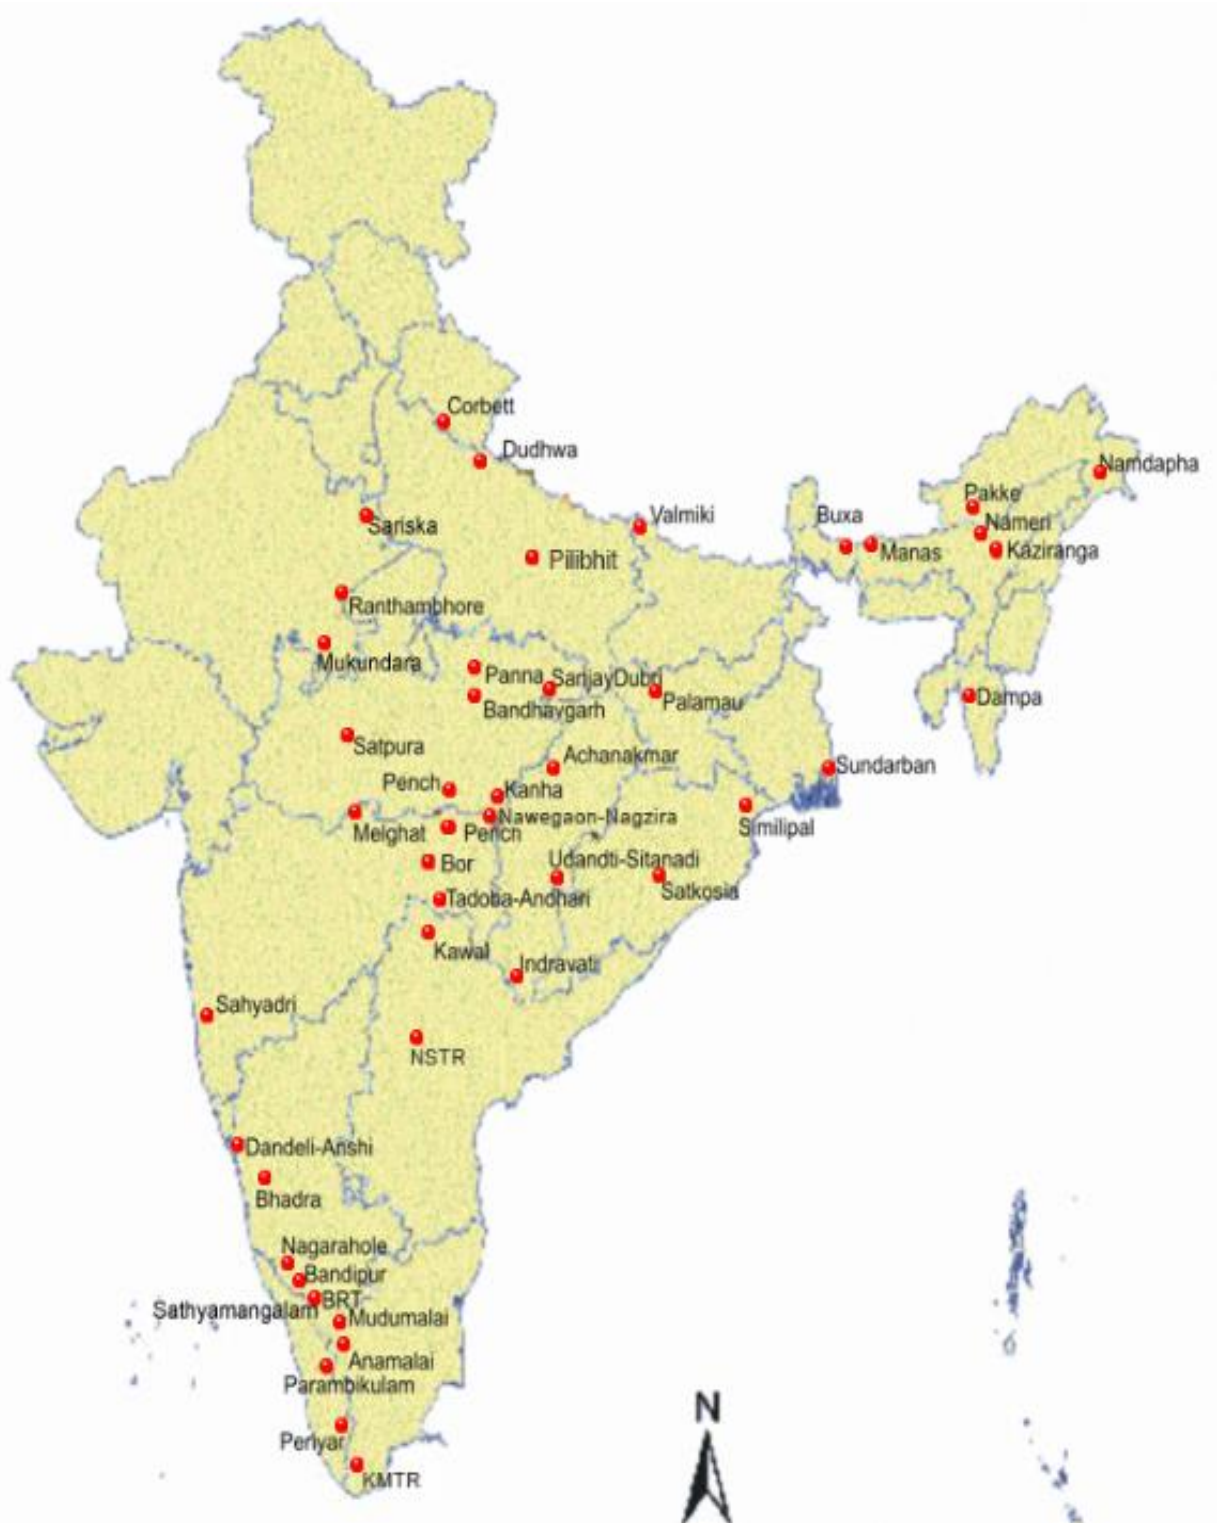 Corbett
Dudhwa
Namdapha
Pakke
Sariska
Valmiki
Buxa
Nameri
Manas
Kaziranga
Pilibhit
Ranthambhore
Mukundara
Panna
SanjayDubri
Bandhavgarh
Palamau
Dampa
Satpura
Achanakmar
Sundarban
Pench
Kanha
Nawegaon-Nagzira
Melghat
Pench
Similipal
Bor
Udandti-Sitanadi
Satkosia
Tadoba-Andhari
Kawal
Indravati
Sahyadri
NSTR
Dandeli-Anshi
Bhadra
Nagarahole
Bandipur
BRT
Sathyamangalam
Mudumalai
Anamalai
Parambikulam
Periyar
KMTR
N